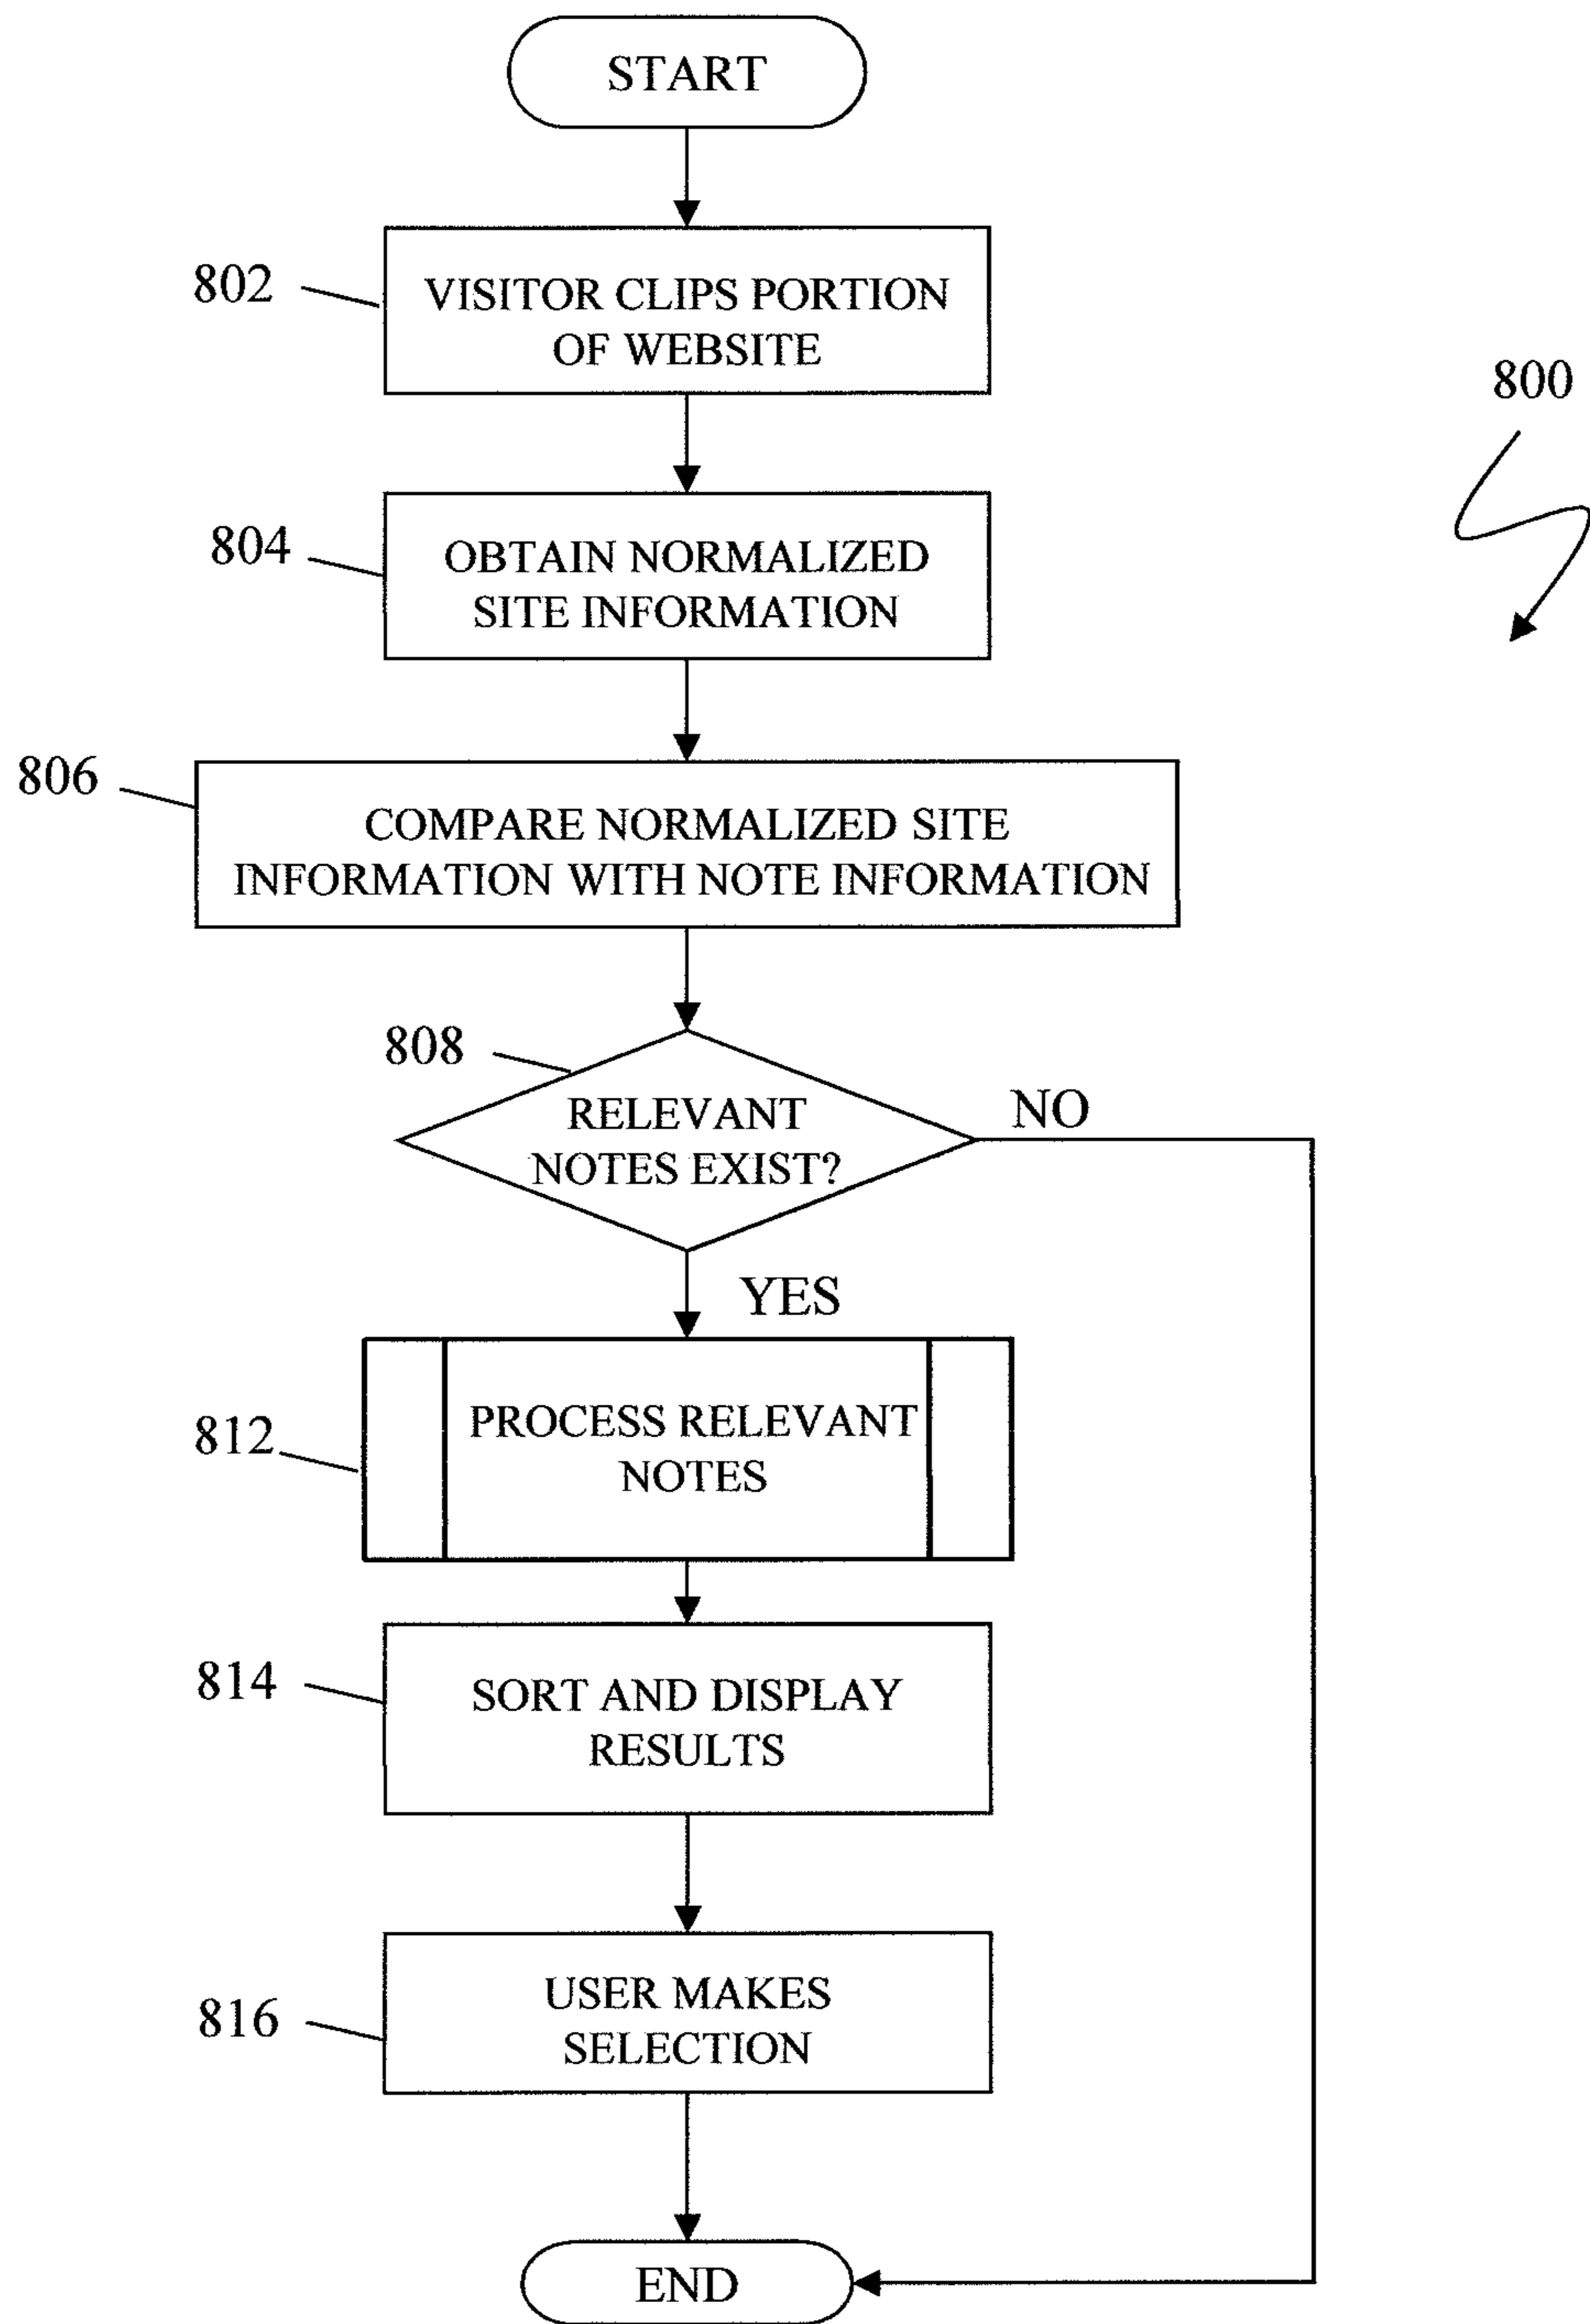 START
802
VISITOR CLIPS PORTION
OF WEBSITE
800
804
OBTAIN NORMALIZED
SITE INFORMATION
806
COMPARE NORMALIZED SITE
INFORMATION WITH NOTE INFORMATION
808
RELEVANT
NOTES EXIST?
NO
YES
812
PROCESS RELEVANT
NOTES
814
SORT AND DISPLAY
RESULTS
816
USER MAKES
SELECTION
END